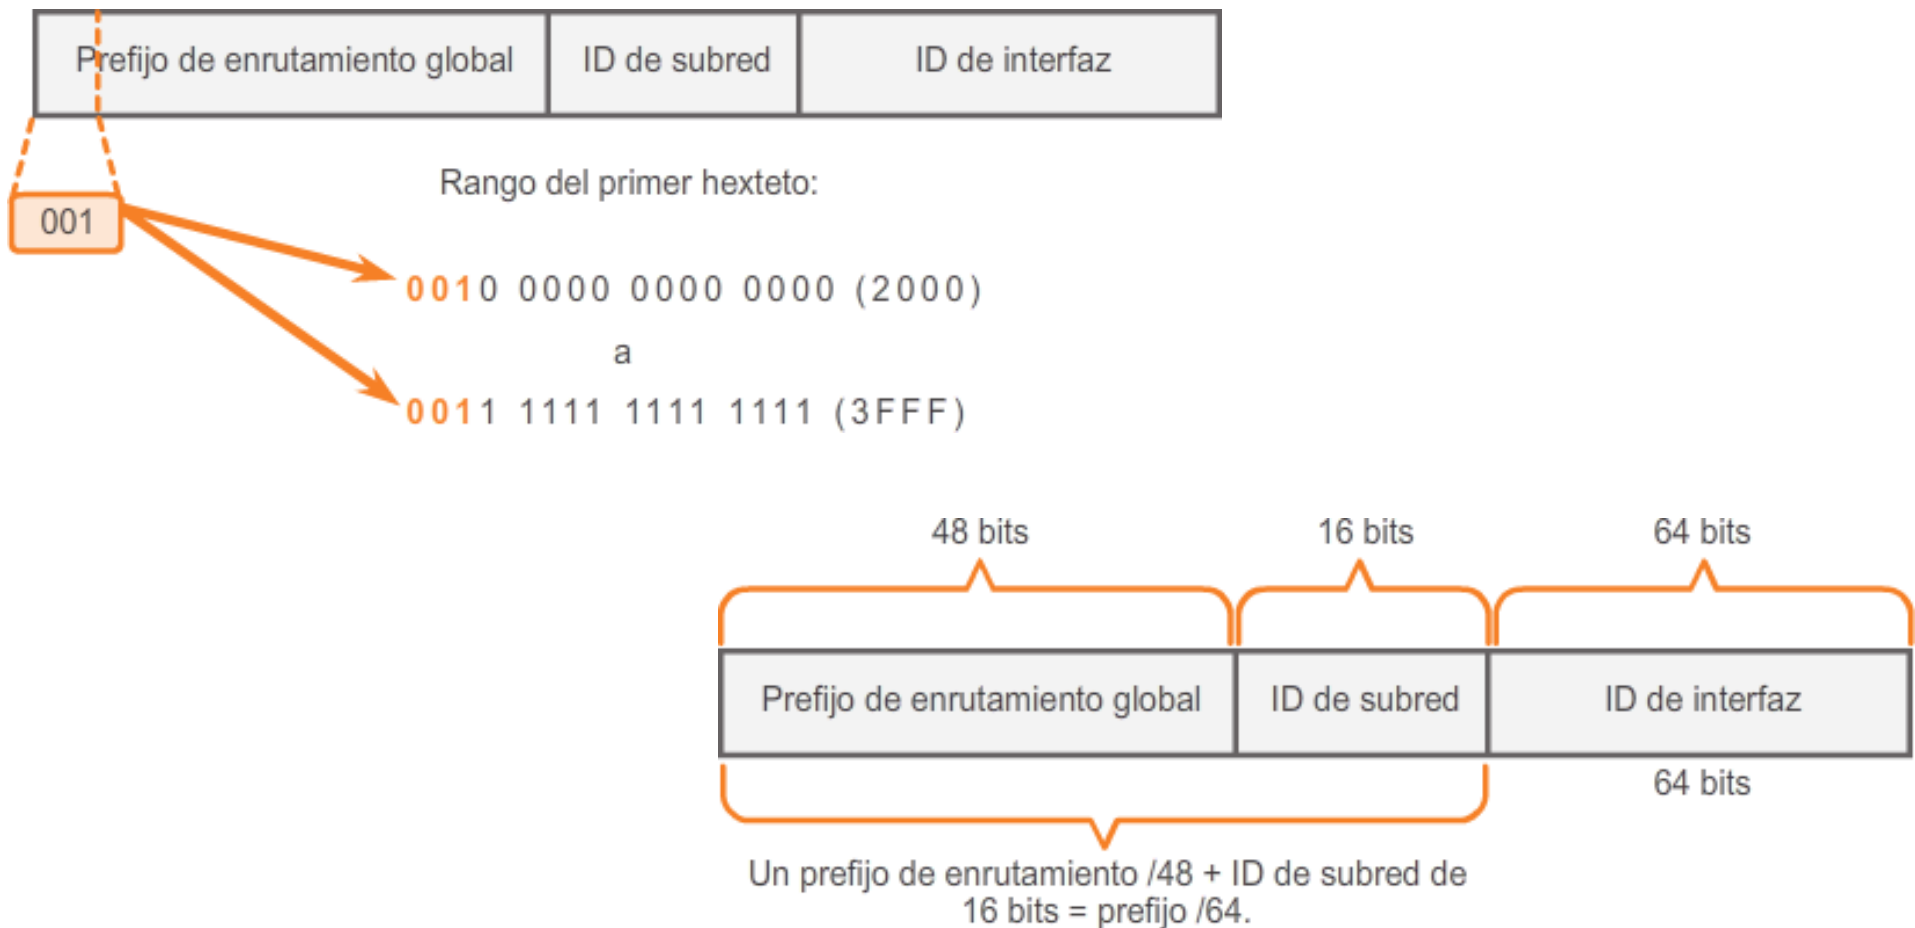 Prefijo de enrutamiento global
ID de subred
ID de interfaz
001
Rango del primer hexteto:
0010 0000 0000 0000 (2000)
a
0011 1111 1111 1111 (3FFF)
48 bits
16 bits
64 bits
Prefijo de enrutamiento global
ID de subred
ID de interfaz
64 bits
Un prefijo de enrutamiento /48 + ID de subred de
16 bits = prefijo /64.